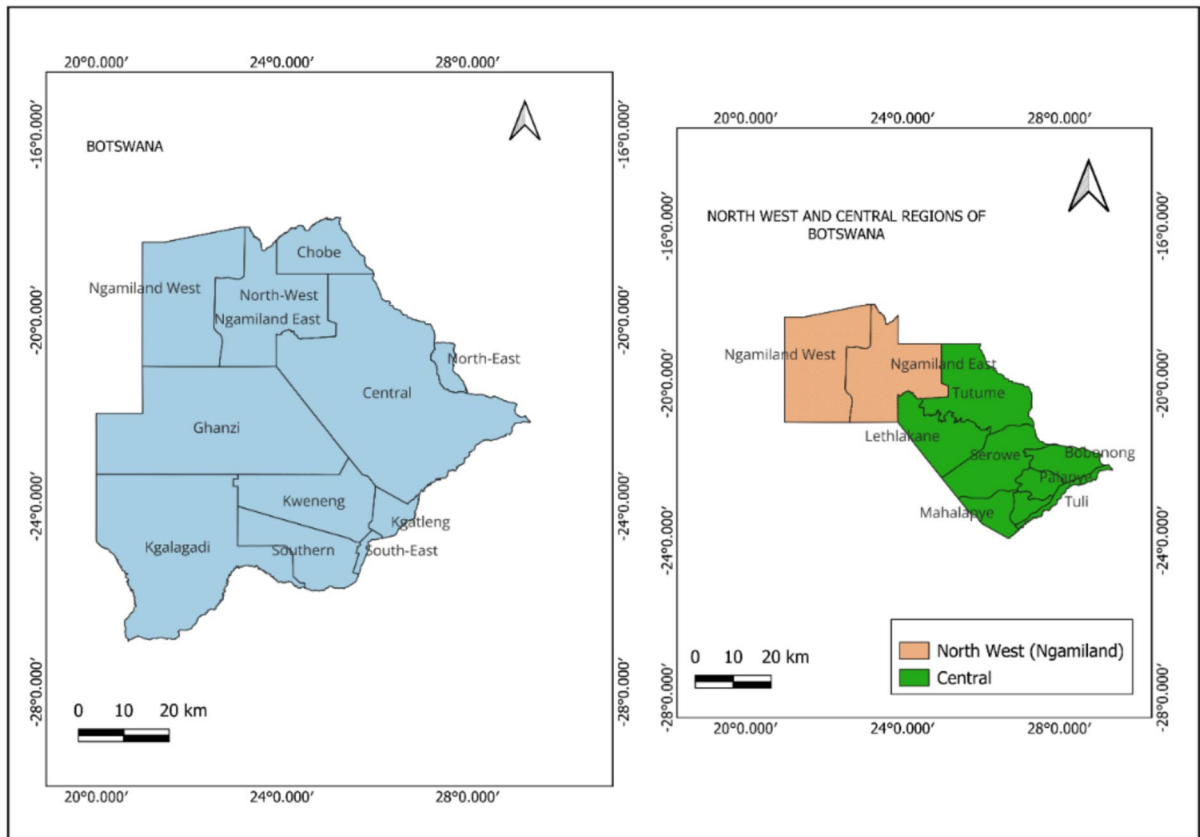 20°0.000′ 24°0.000′ 28°0.000′
-16°0.000′
-20°0.000′
-24°0.000′
-28°0.000′
BOTSWANA
Chobe
Ngamiland West
North-West
Ngamiland East
North-East
Central
Ghanzi
Kweneng
Kgatleng
Kgalagadi
Southern
South-East
0 10 20 km
-16°0.000′
-20°0.000′
-24°0.000′
-28°0.000′
20°0.000′ 24°0.000′ 28°0.000′
20°0.000′ 24°0.000′ 28°0.000′
-16°0.000′
-20°0.000′
-24°0.000′
-28°0.000′
NORTH WEST AND CENTRAL REGIONS OF
BOTSWANA
Ngamiland West
Ngamiland East
Tutume
Lethlakane
Serowe
Bobonong
Palapye
Tuli
Mahalapye
North West (Ngamiland)
Central
0 10 20 km
-16°0.000′
-20°0.000′
-24°0.000′
-28°0.000′
20°0.000′ 24°0.000′ 28°0.000′